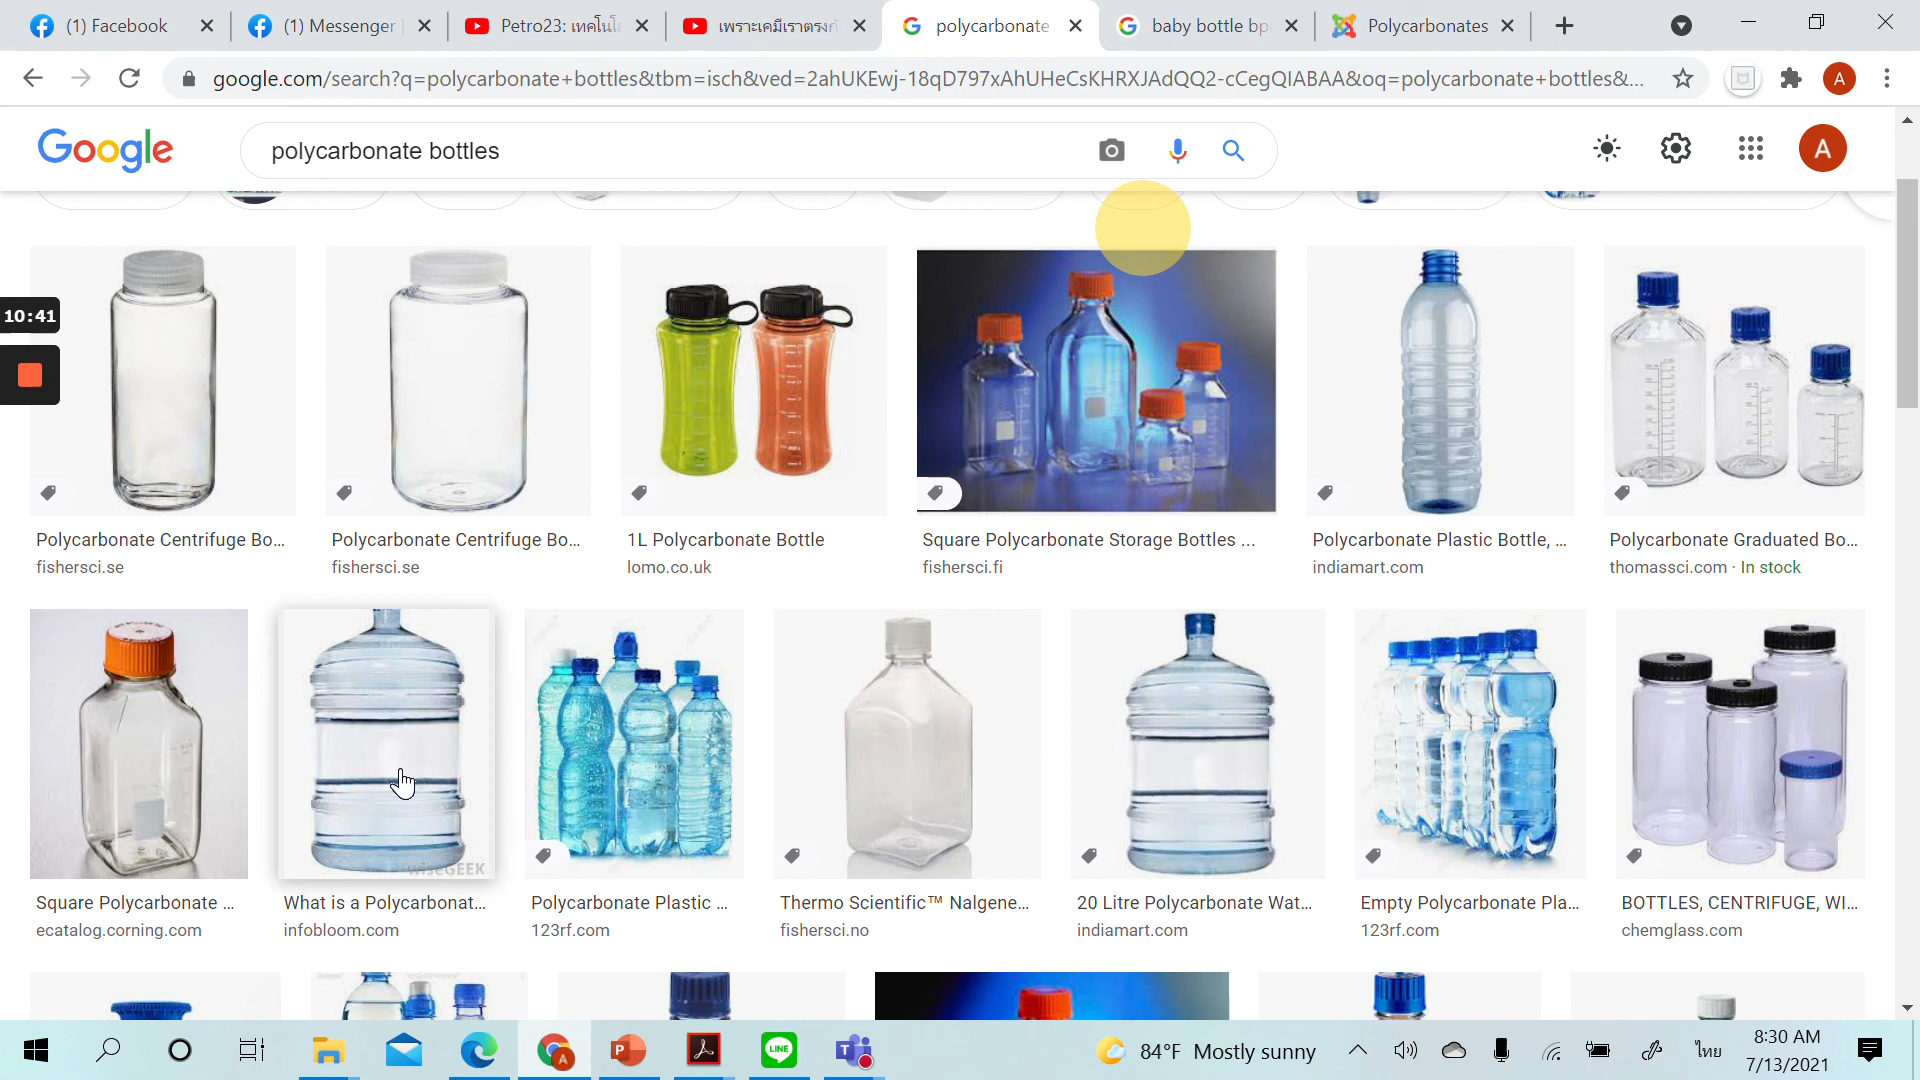 (1) Facebook
(1) Messenger
Petro23: เทคโนโล
เพราะเคมีเราตรงก
polycarbonate
baby bottle bp
Polycarbonates
google.com/search?q=polycarbonate+bottles&tbm=isch&ved=2ahUKEwj-18qD797xAhUHeCsKHRXJAdQQ2-cCegQIABAA&oq=polycarbonate+bottles&...
A
Google
polycarbonate bottles
A
10:41
Polycarbonate Centrifuge Bo...
fishersci.se
Polycarbonate Centrifuge Bo...
fishersci.se
1L Polycarbonate Bottle
lomo.co.uk
Square Polycarbonate Storage Bottles ...
fishersci.fi
Polycarbonate Plastic Bottle, ...
indiamart.com
Polycarbonate Graduated Bo...
thomassci.com · In stock
wiseGEEK
Square Polycarbonate ...
ecatalog.corning.com
What is a Polycarbonat...
infobloom.com
Polycarbonate Plastic ...
123rf.com
Thermo Scientific™ Nalgene...
fishersci.no
20 Litre Polycarbonate Wat...
indiamart.com
Empty Polycarbonate Pla...
123rf.com
BOTTLES, CENTRIFUGE, WI...
chemglass.com
A
P
LINE
T
84°F Mostly sunny
ไทย
8:30 AM
7/13/2021